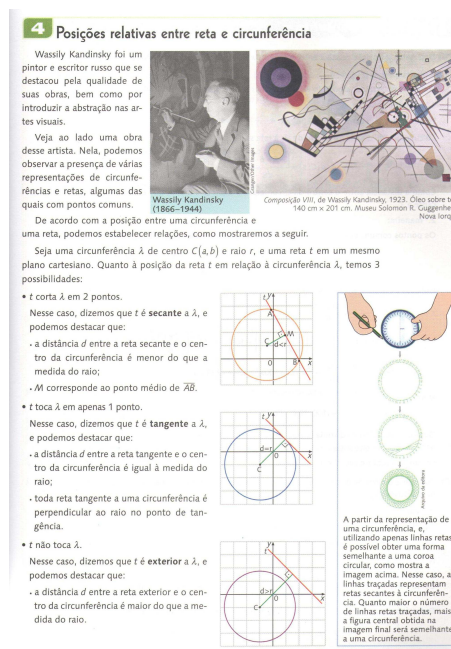 4 Posições relativas entre reta e circunferência
Wassily Kandinsky foi um
pintor e escritor russo que se
destacou pela qualidade de
suas obras, bem como por
introduzir a abstração nas ar-
tes visuais.
Veja ao lado uma obra
desse artista. Nela, podemos
observar a presença de várias
representações de circunfe-
rências e retas, algumas das
quais com pontos comuns.
Wassily Kandinsky
(1866–1944)
Composição VIII, de Wassily Kandinsky, 1923. Óleo sobre t
140 cm × 201 cm. Museu Solomon R. Guggenhe
Nova Iorq
De acordo com a posição entre uma circunferência e
uma reta, podemos estabelecer relações, como mostraremos a seguir.
Seja uma circunferência λ de centro C(a,b) e raio r, e uma reta t em um mesmo
plano cartesiano. Quanto à posição da reta t em relação à circunferência λ, temos 3
possibilidades:
• t corta λ em 2 pontos.
Nesse caso, dizemos que t é secante a λ, e
podemos destacar que:
• a distância d entre a reta secante e o cen-
tro da circunferência é menor do que a
medida do raio;
• M corresponde ao ponto médio de AB.
t y
A
C M
d<r
0 B x
• t toca λ em apenas 1 ponto.
Nesse caso, dizemos que t é tangente a λ,
e podemos destacar que:
• a distância d entre a reta tangente e o cen-
tro da circunferência é igual à medida do
raio;
• toda reta tangente a uma circunferência é
perpendicular ao raio no ponto de tan-
gência.
t y
d=r
0 x
C
• t não toca λ.
Nesse caso, dizemos que t é exterior a λ, e
podemos destacar que:
• a distância d entre a reta exterior e o cen-
tro da circunferência é maior do que a me-
dida do raio.
y
t
d>r
C 0 x
Arquivo da editora
A partir da representação de
uma circunferência, e,
utilizando apenas linhas retas
é possível obter uma forma
semelhante a uma coroa
circular, como mostra a
imagem acima. Nesse caso, a
linhas traçadas representam
retas secantes à circunferên-
cia. Quanto maior o número
de linhas retas traçadas, mais
a figura central obtida na
imagem final será semelhante
a uma circunferência.